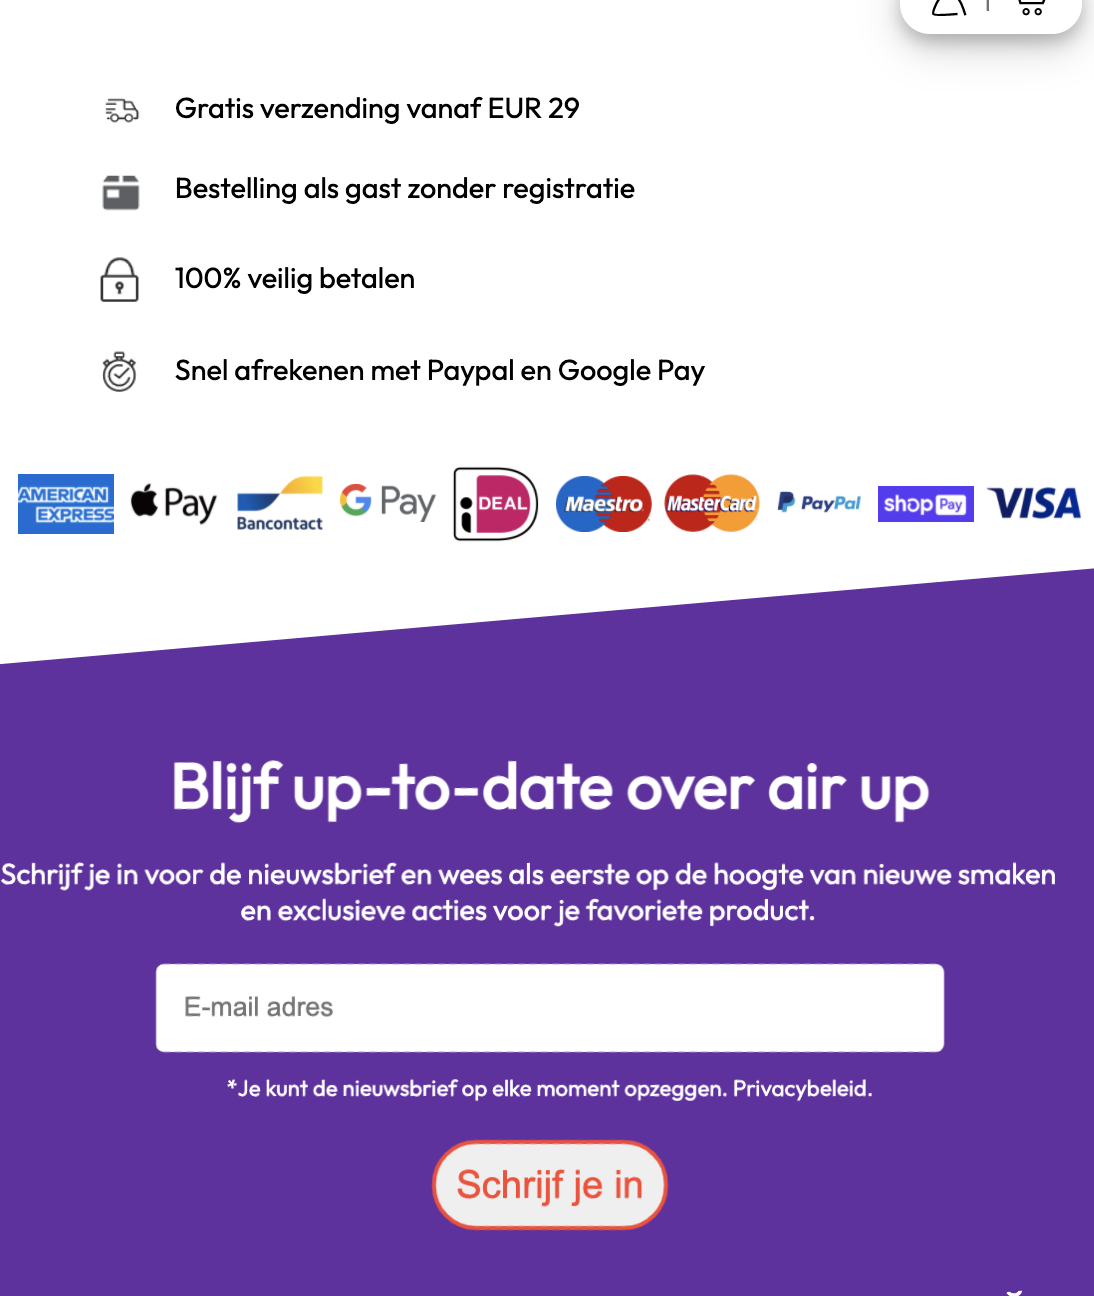 Gratis verzending vanaf EUR 29
Bestelling als gast zonder registratie
100% veilig betalen
Snel afrekenen met Paypal en Google Pay
AMERICAN
EXPRESS
Pay
Bancontact
G Pay
iDEAL
Maestro
MasterCard
PayPal
shop Pay
VISA
Blijf up-to-date over air up
Schrijf je in voor de nieuwsbrief en wees als eerste op de hoogte van nieuwe smaken
en exclusieve acties voor je favoriete product.
E-mail adres
*Je kunt de nieuwsbrief op elke moment opzeggen. Privacybeleid.
Schrijf je in